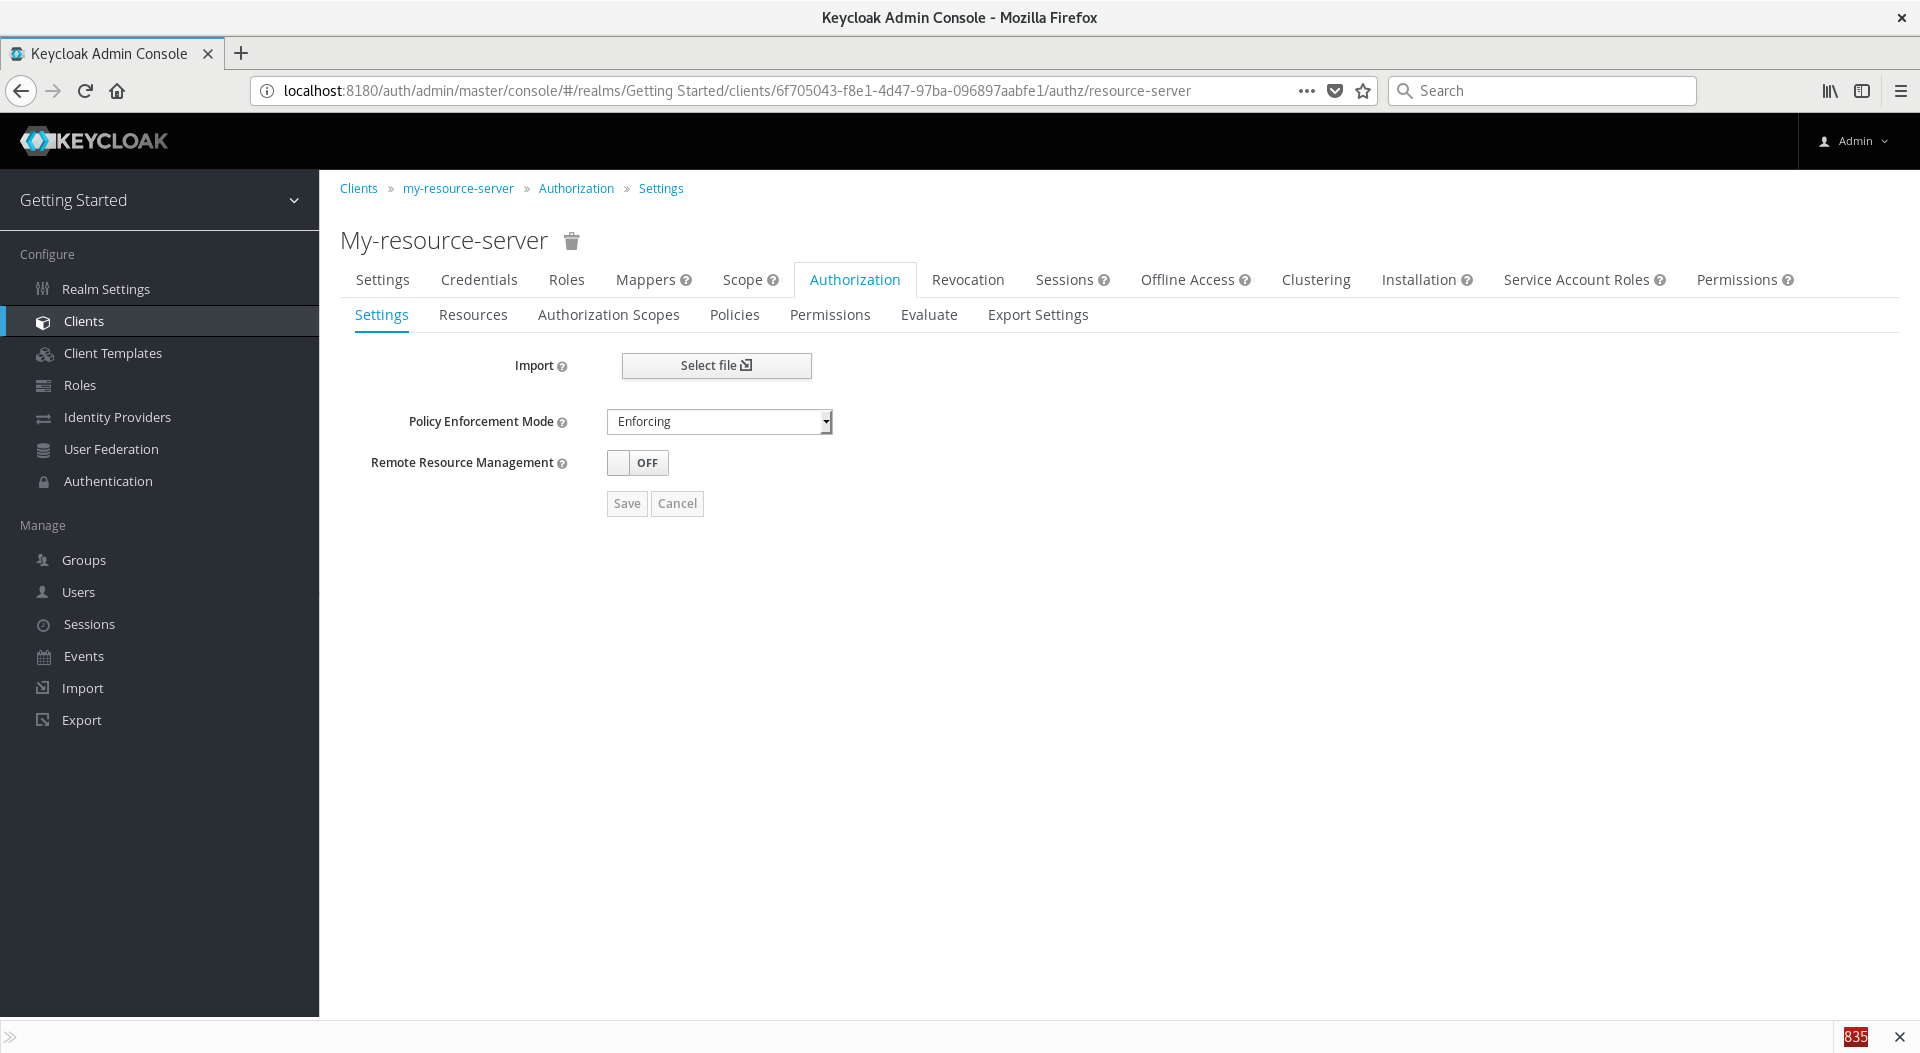 Keycloak Admin Console - Mozilla Firefox
Keycloak Admin Console
localhost:8180/auth/admin/master/console/#/realms/Getting Started/clients/6f705043-f8e1-4d47-97ba-096897aabfe1/authz/resource-server
Search
KEYCLOAK
Admin
Getting Started
Configure
Realm Settings
Clients
Client Templates
Roles
Identity Providers
User Federation
Authentication
Manage
Groups
Users
Sessions
Events
Import
Export
Clients » my-resource-server » Authorization » Settings
My-resource-server
Settings Credentials Roles Mappers Scope Authorization Revocation Sessions Offline Access Clustering Installation Service Account Roles Permissions
Settings Resources Authorization Scopes Policies Permissions Evaluate Export Settings
Import Select file
Policy Enforcement Mode Enforcing
Remote Resource Management OFF
Save Cancel
835